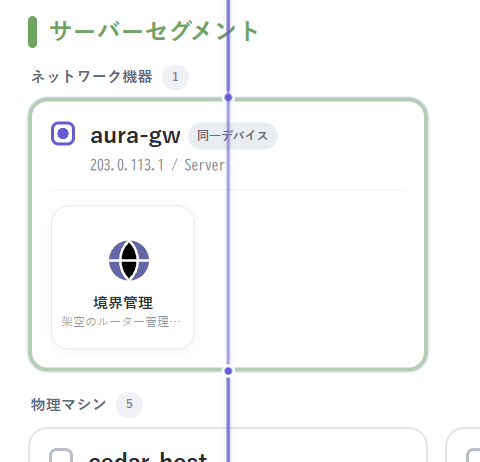 サーバーセグメント
ネットワーク機器 1
aura-gw 同一デバイス
203.0.113.1 / Server
境界管理
架空のルーター管理…
物理マシン 5
cedar-host